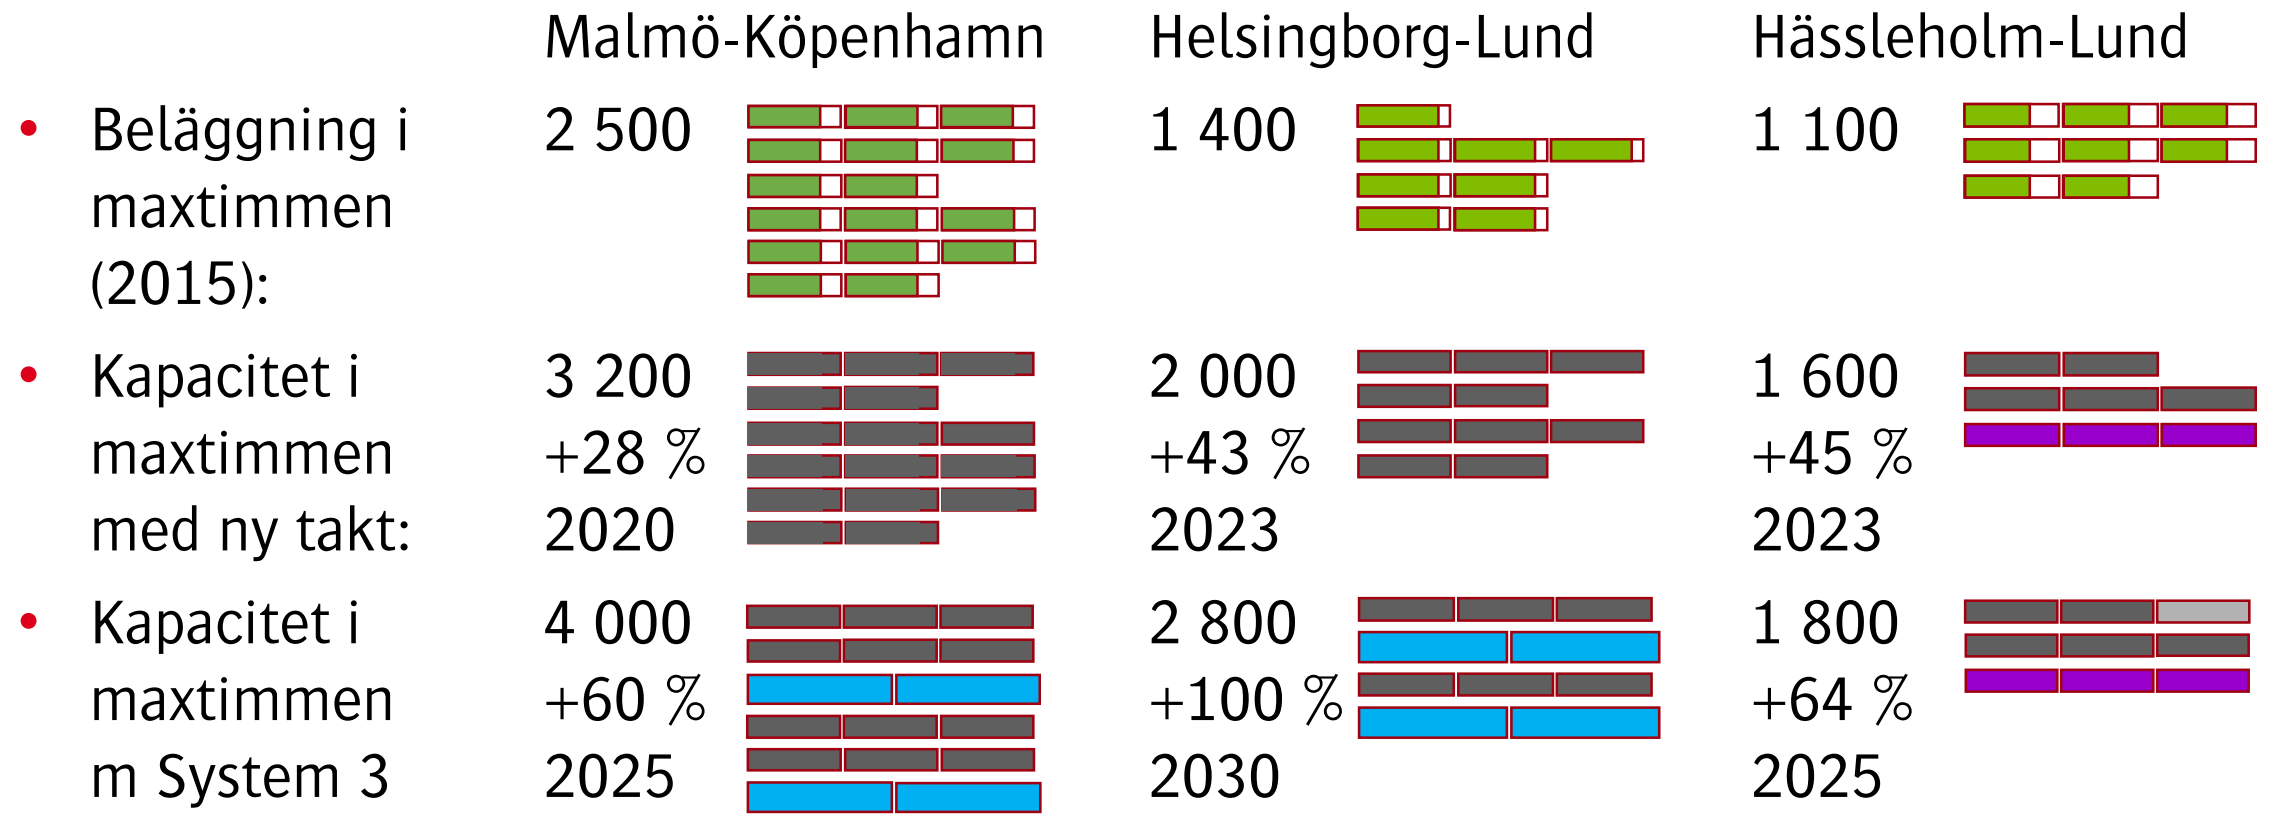 Malmö-Köpenhamn Helsingborg-Lund Hässleholm-Lund
• Beläggning i 2 500 1 400 1 100
maxtimmen
(2015):
• Kapacitet i 3 200 2 000 1 600
maxtimmen +28 % +43 % +45 %
med ny takt: 2020 2023 2023
• Kapacitet i 4 000 2 800 1 800
maxtimmen +60 % +100 % +64 %
m System 3 2025 2030 2025